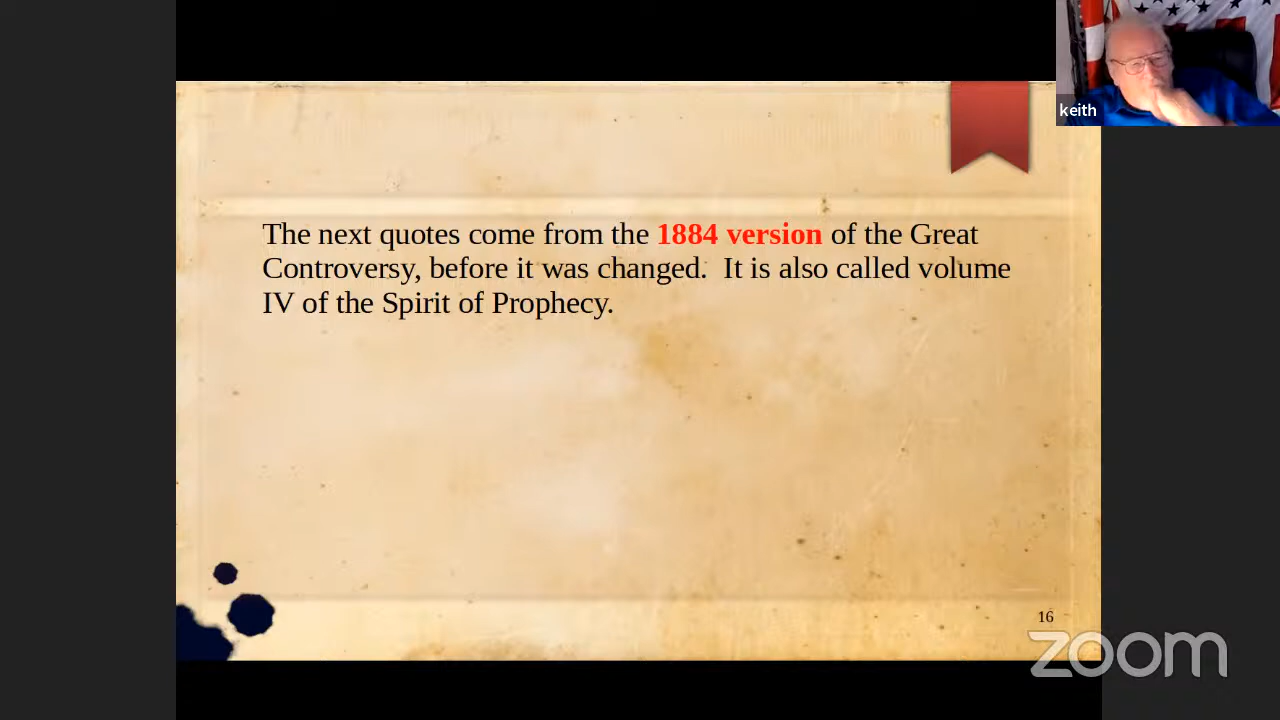 keith
The next quotes come from the 1884 version of the Great
Controversy, before it was changed.  It is also called volume
IV of the Spirit of Prophecy.
16
zoom